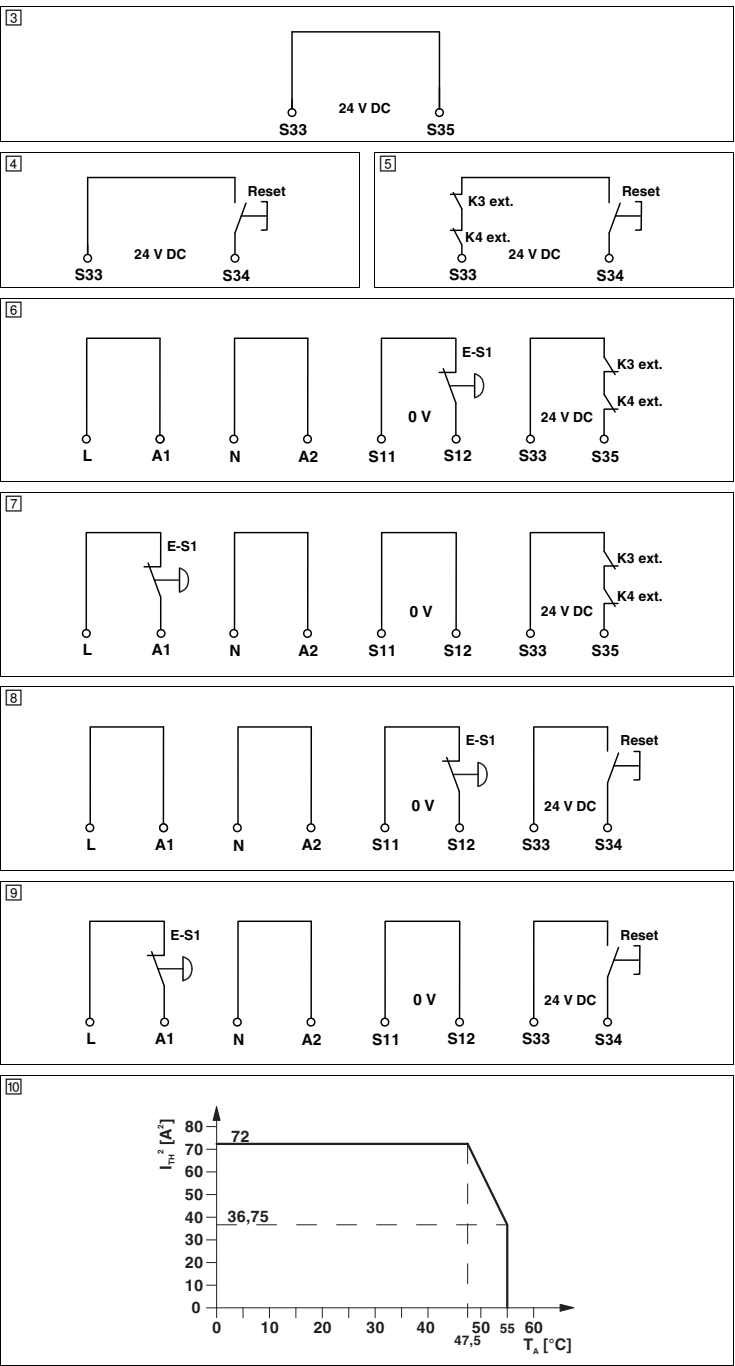 3
24 V DC
S33 S35
4
Reset
24 V DC
S33 S34
5
K3 ext.
Reset
K4 ext.
24 V DC
S33 S34
6
E-S1
K3 ext.
K4 ext.
0 V
24 V DC
L A1 N A2 S11 S12 S33 S35
7
E-S1
K3 ext.
K4 ext.
0 V
24 V DC
L A1 N A2 S11 S12 S33 S35
8
E-S1
Reset
0 V
24 V DC
L A1 N A2 S11 S12 S33 S34
9
E-S1
Reset
0 V
24 V DC
L A1 N A2 S11 S12 S33 S34
10
I_TH² [A²]
80
72
70
60
50
40
36,75
30
20
10
0
0 10 20 30 40 50 55 60
47,5
T_A [°C]